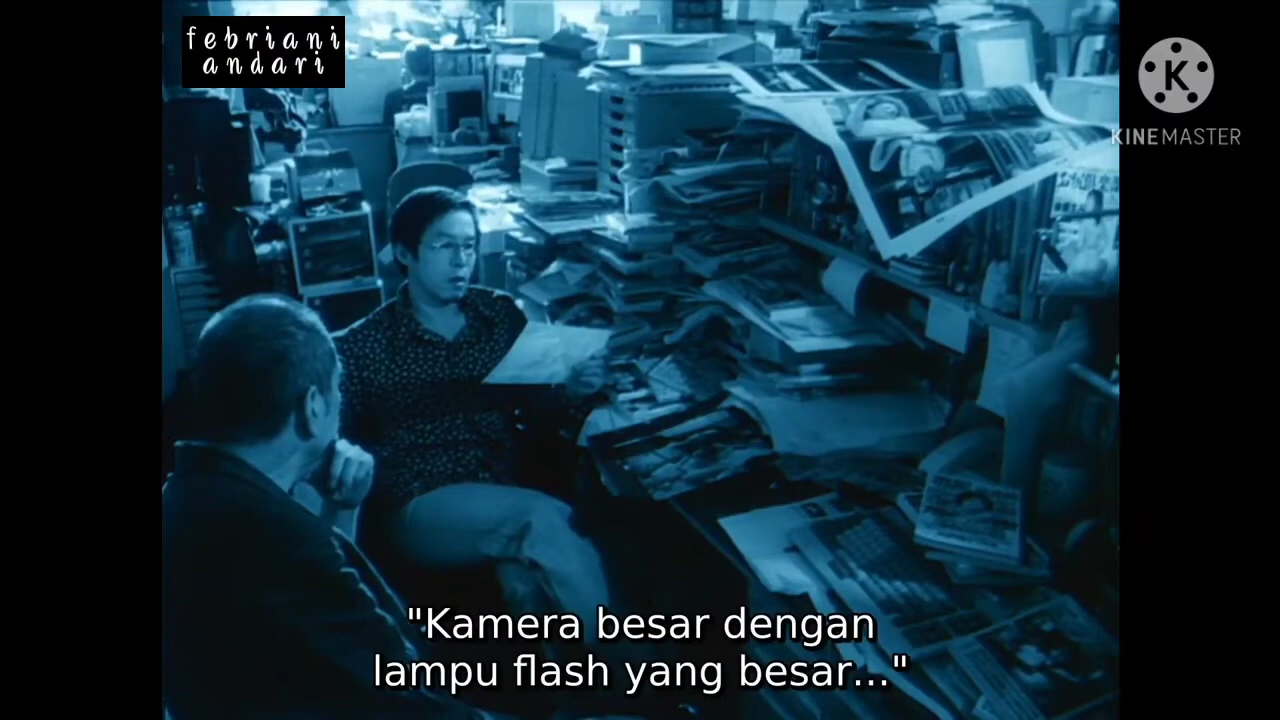 febriani
andari
KINEMASTER
"Kamera besar dengan
lampu flash yang besar..."